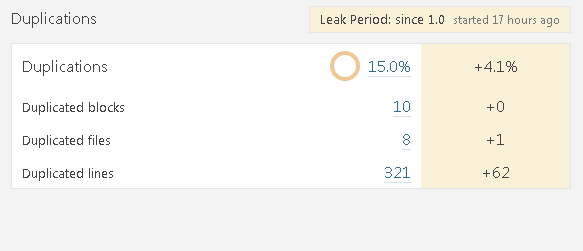 Duplications
Leak Period: since 1.0 started 17 hours ago
Duplications 15.0% +4.1%
Duplicated blocks 10 +0
Duplicated files 8 +1
Duplicated lines 321 +62